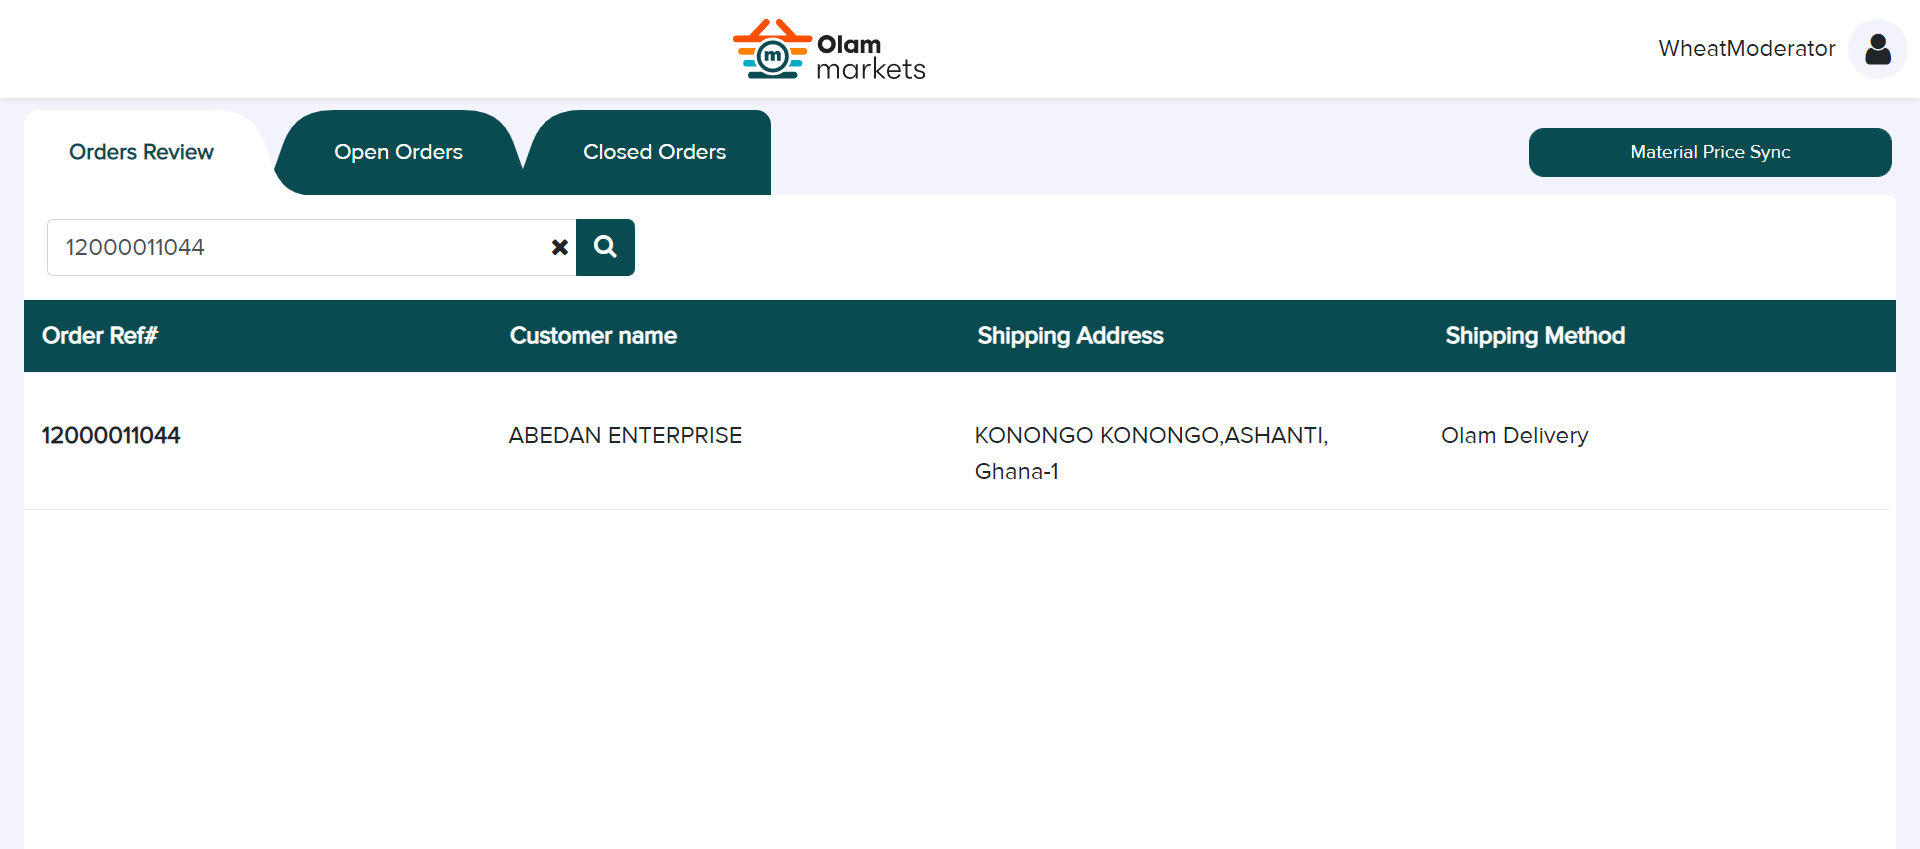 m
Olam
markets
WheatModerator
Orders Review
Open Orders
Closed Orders
Material Price Sync
12000011044
Order Ref#
Customer name
Shipping Address
Shipping Method
12000011044
ABEDAN ENTERPRISE
KONONGO KONONGO,ASHANTI,
Ghana-1
Olam Delivery